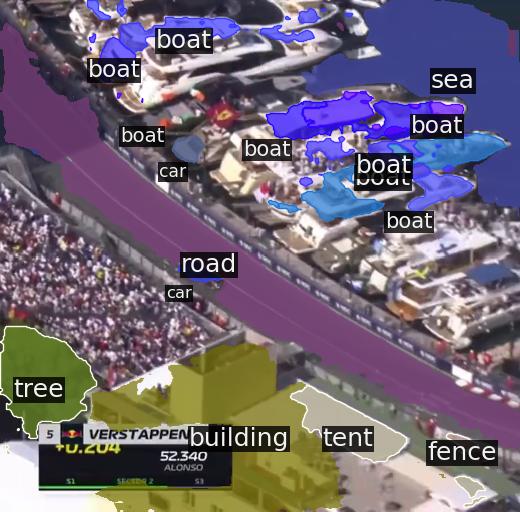 boat
boat
sea
boat
boat
boat
car
boat
boat
boat
road
car
tree
5 VERSTAPPEN
+0.204
52.340
ALONSO
S1 SECTOR 2 S3
building
tent
fence